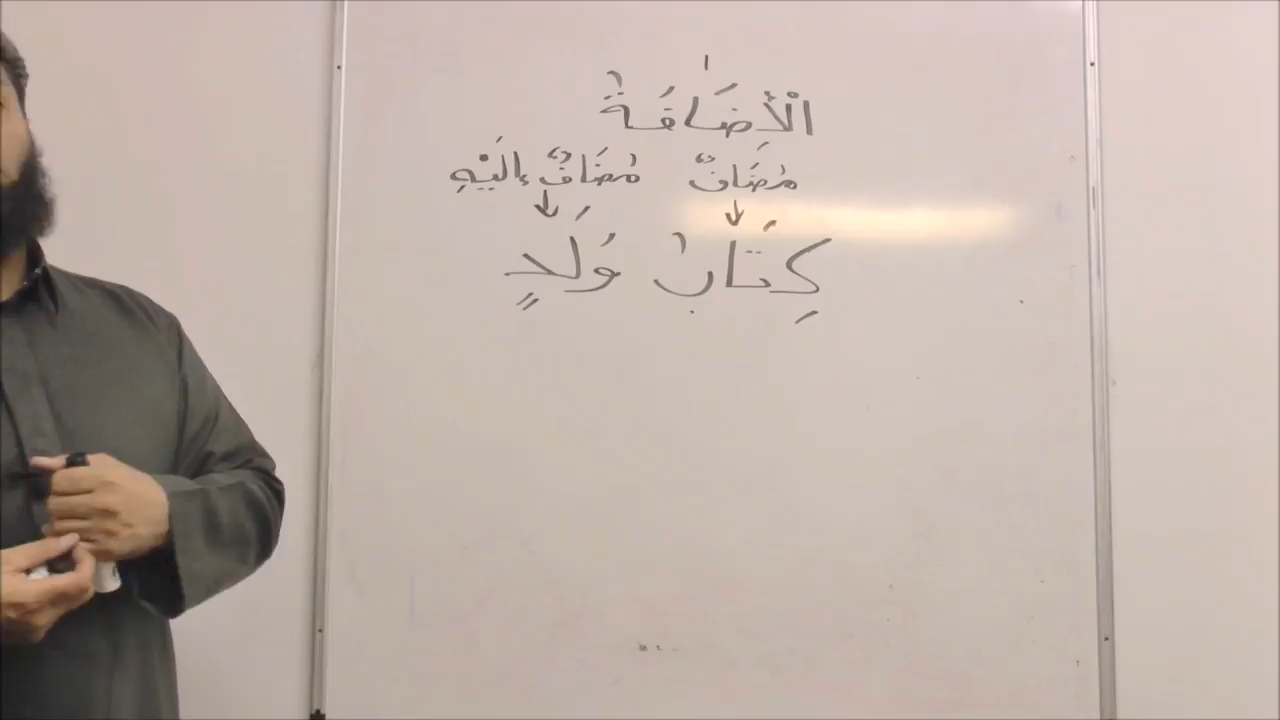 الْإِضَافَةُ
مُضَافٌ مُضَافٌ إِلَيْهِ
كِتَابُ وَلَدٍ